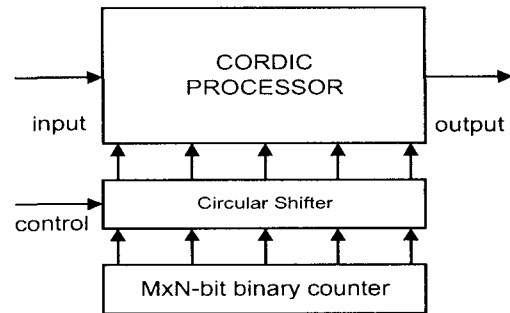 CORDIC
PROCESSOR
input
output
Circular Shifter
control
MxN-bit binary counter